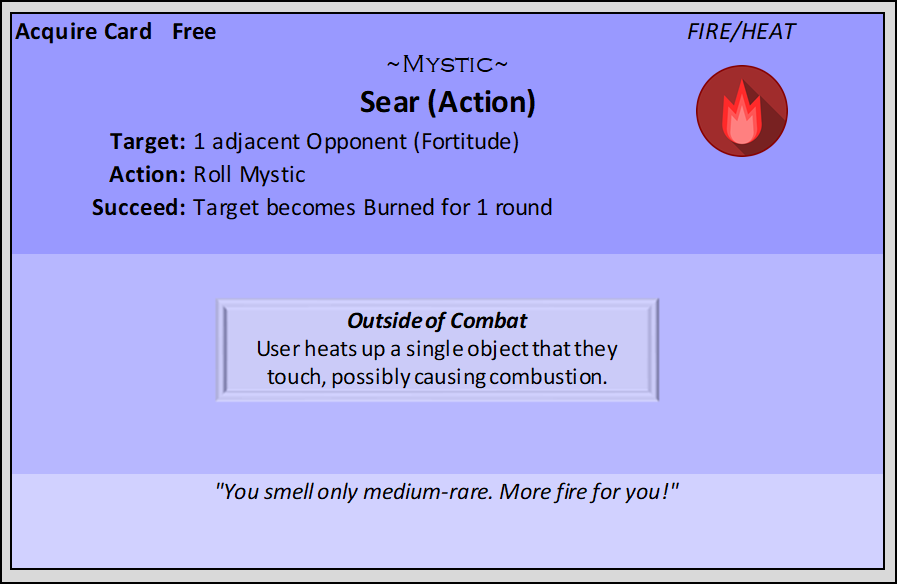 Acquire Card Free FIRE/HEAT
~Mystic~
Sear (Action)
Target: 1 adjacent Opponent (Fortitude)
Action: Roll Mystic
Succeed: Target becomes Burned for 1 round
Outside of Combat
User heats up a single object that they
touch, possibly causing combustion.
"You smell only medium-rare. More fire for you!"